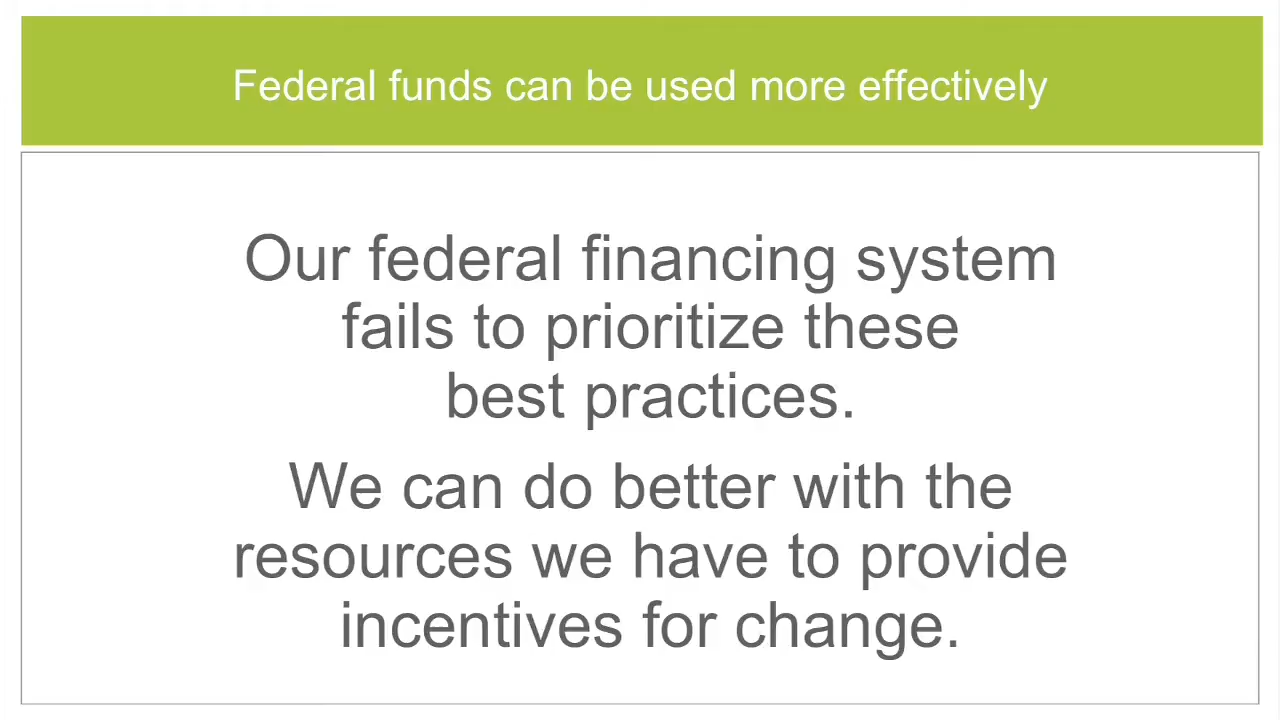 Federal funds can be used more effectively
Our federal financing system
fails to prioritize these
best practices.
We can do better with the
resources we have to provide
incentives for change.